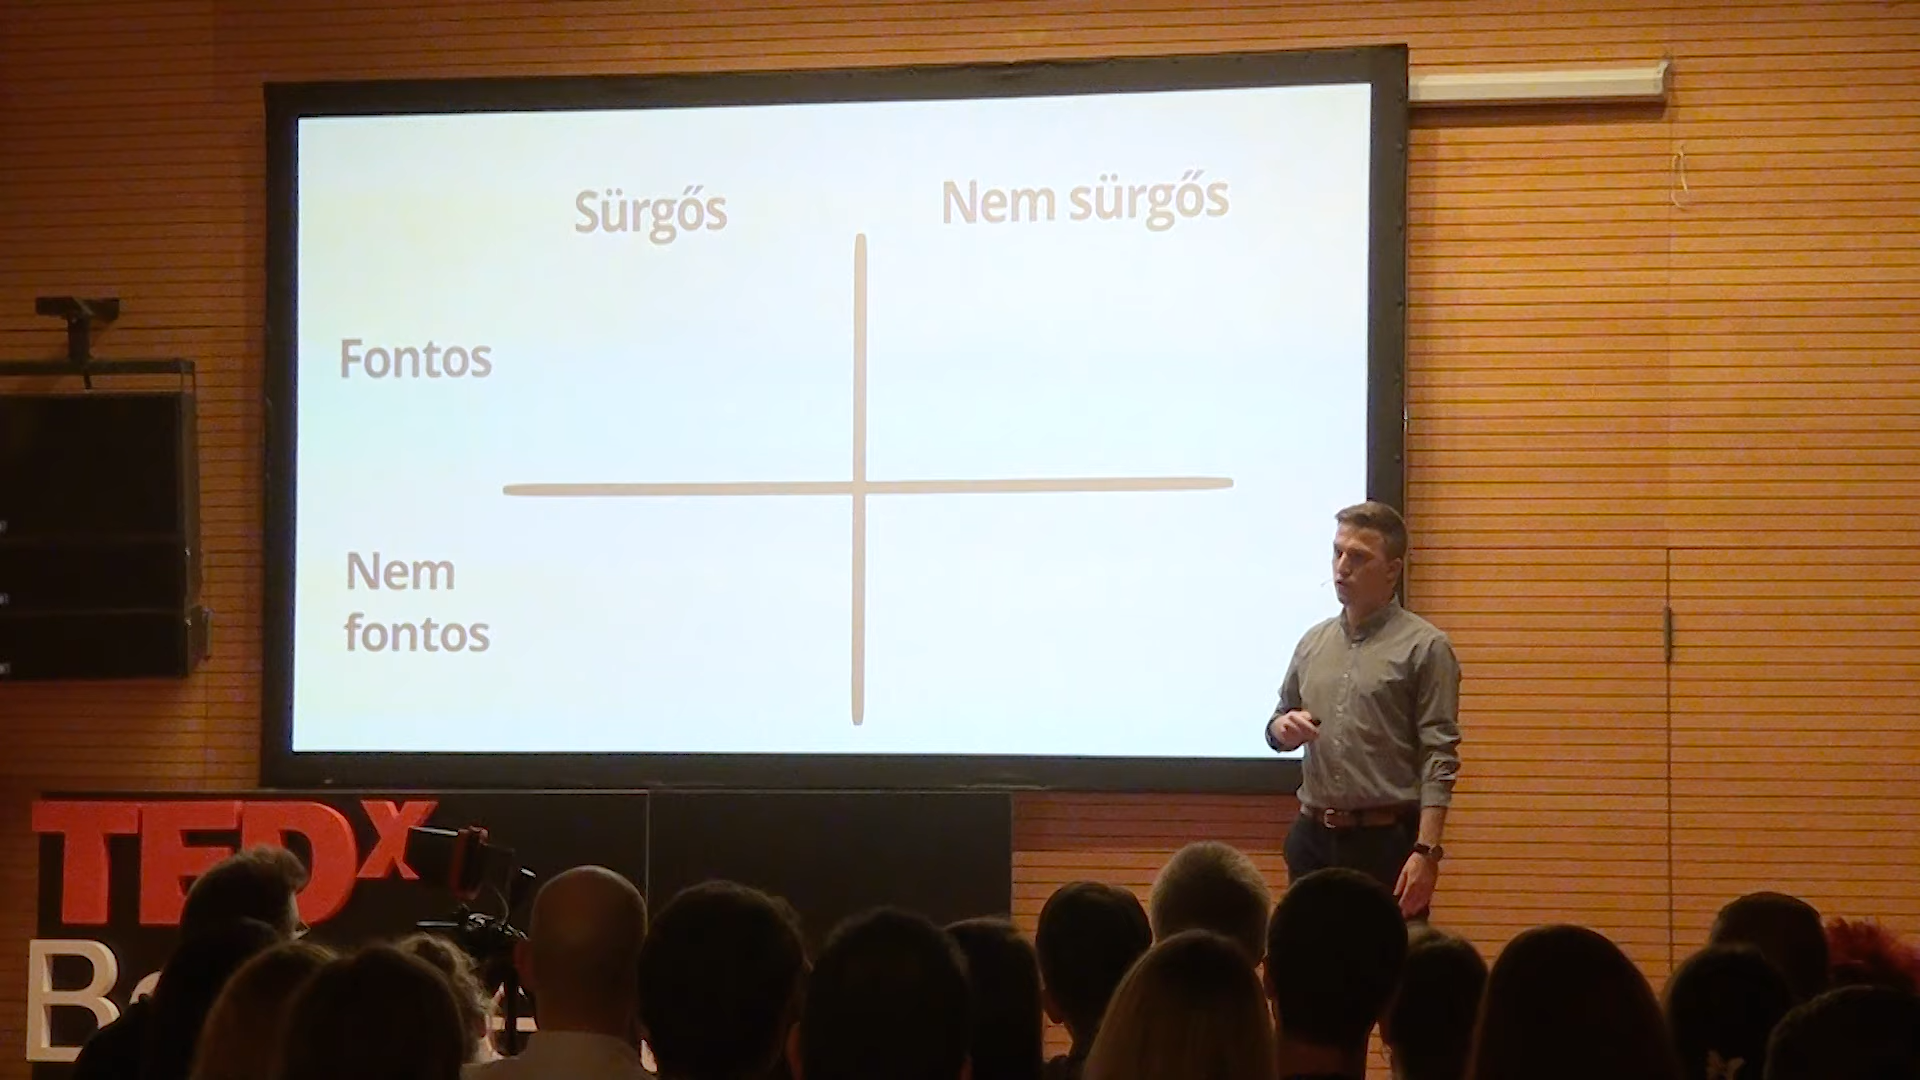 Sürgős
Nem sürgős
Fontos
Nem
fontos
TEDx